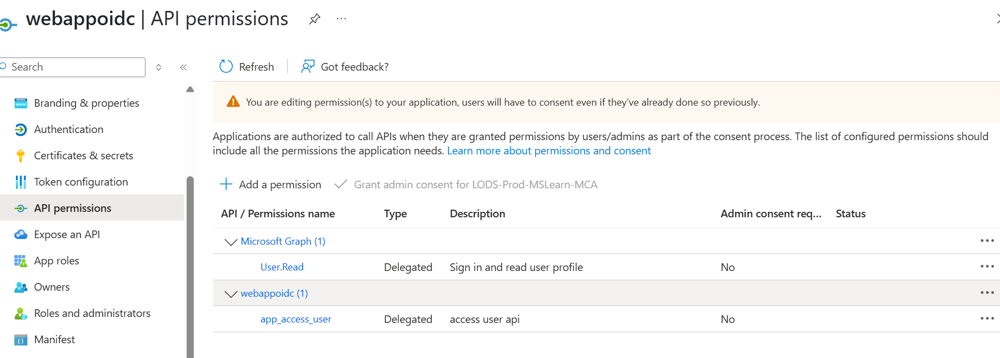 webappoidc | API permissions
Search
Refresh
Got feedback?
Branding & properties
Authentication
Certificates & secrets
Token configuration
API permissions
Expose an API
App roles
Owners
Roles and administrators
Manifest
You are editing permission(s) to your application, users will have to consent even if they’ve already done so previously.
Applications are authorized to call APIs when they are granted permissions by users/admins as part of the consent process. The list of configured permissions should
include all the permissions the application needs. Learn more about permissions and consent
Add a permission
Grant admin consent for LODS-Prod-MSLearn-MCA
API / Permissions name Type Description Admin consent req... Status
Microsoft Graph (1)
User.Read Delegated Sign in and read user profile No
webappoidc (1)
app_access_user Delegated access user api No